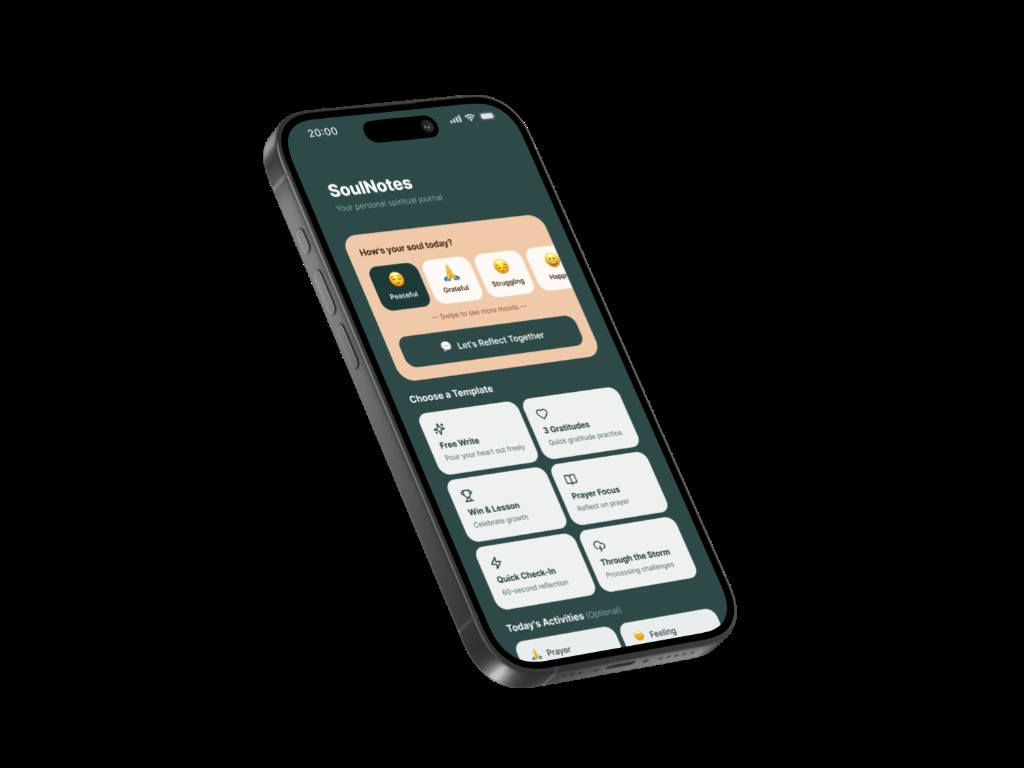 20:00
SoulNotes
Your personal spiritual journal
How's your soul today?
Peaceful
Grateful
Struggling
Happ
— Swipe to see more moods —
Let's Reflect Together
Choose a Template
Free Write
Pour your heart out freely
3 Gratitudes
Quick gratitude practice
Win & Lesson
Celebrate growth
Prayer Focus
Reflect on prayer
Quick Check-In
60-second reflection
Through the Storm
Processing challenges
Today's Activities (Optional)
Prayer
Feeling